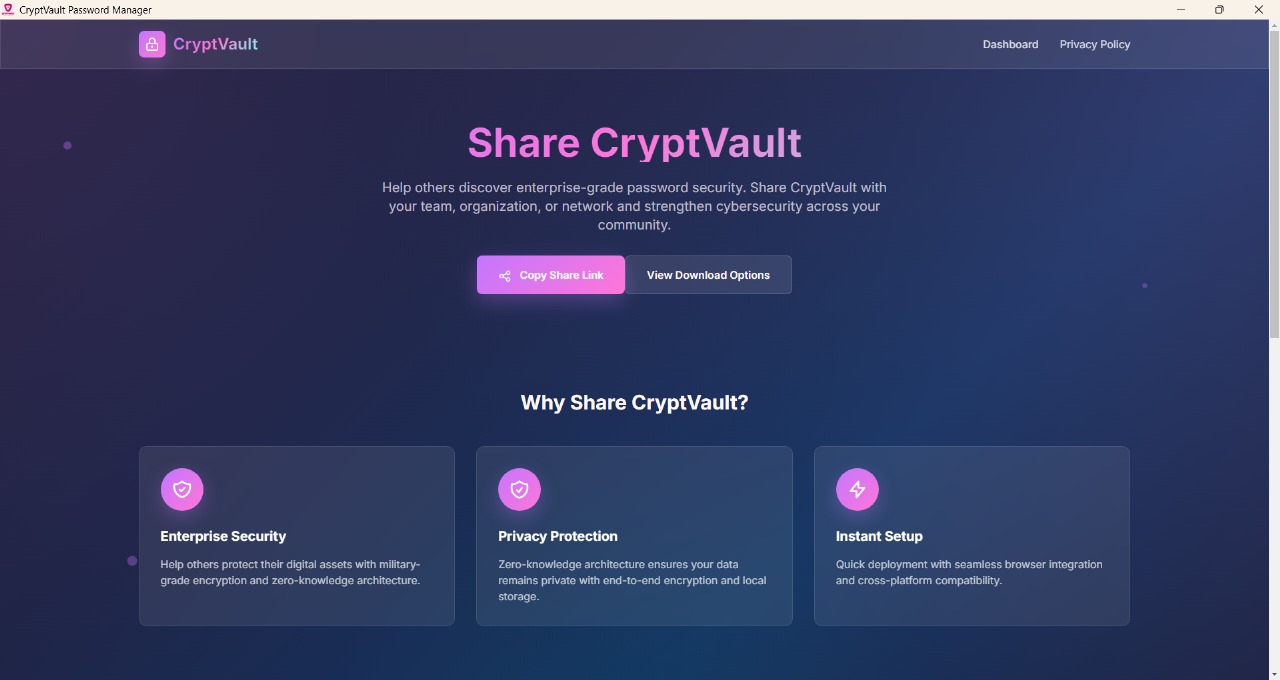 CryptVault Password Manager
CryptVault
Dashboard
Privacy Policy
Share CryptVault
Help others discover enterprise-grade password security. Share CryptVault with
your team, organization, or network and strengthen cybersecurity across your
community.
Copy Share Link
View Download Options
Why Share CryptVault?
Enterprise Security
Help others protect their digital assets with military-
grade encryption and zero-knowledge architecture.
Privacy Protection
Zero-knowledge architecture ensures your data
remains private with end-to-end encryption and local
storage.
Instant Setup
Quick deployment with seamless browser integration
and cross-platform compatibility.